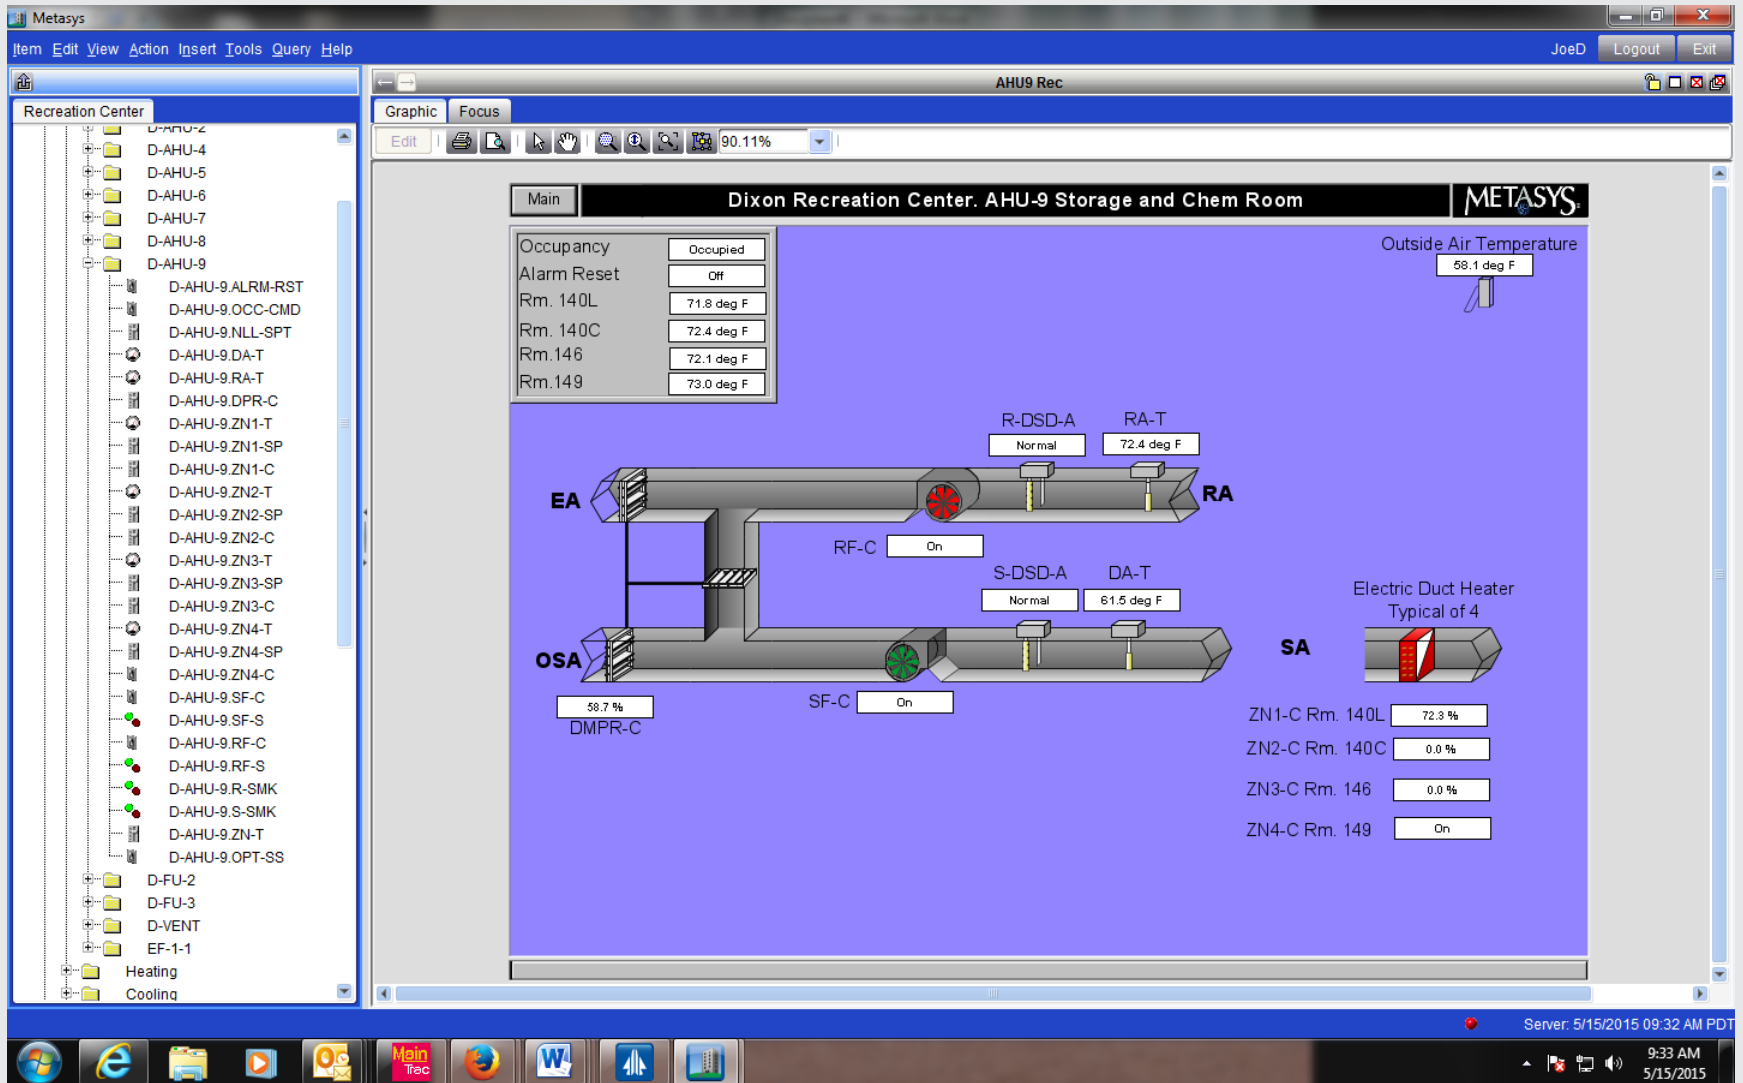 Metasys
Item Edit View Action Insert Tools Query Help
JoeD Logout Exit
AHU9 Rec
Recreation Center
Graphic Focus
Edit 90.11%
D-AHU-2
D-AHU-4
D-AHU-5
D-AHU-6
D-AHU-7
D-AHU-8
D-AHU-9
D-AHU-9.ALRM-RST
D-AHU-9.OCC-CMD
D-AHU-9.NLL-SPT
D-AHU-9.DA-T
D-AHU-9.RA-T
D-AHU-9.DPR-C
D-AHU-9.ZN1-T
D-AHU-9.ZN1-SP
D-AHU-9.ZN1-C
D-AHU-9.ZN2-T
D-AHU-9.ZN2-SP
D-AHU-9.ZN2-C
D-AHU-9.ZN3-T
D-AHU-9.ZN3-SP
D-AHU-9.ZN3-C
D-AHU-9.ZN4-T
D-AHU-9.ZN4-SP
D-AHU-9.ZN4-C
D-AHU-9.SF-C
D-AHU-9.SF-S
D-AHU-9.RF-C
D-AHU-9.RF-S
D-AHU-9.R-SMK
D-AHU-9.S-SMK
D-AHU-9.ZN-T
D-AHU-9.OPT-SS
D-FU-2
D-FU-3
D-VENT
EF-1-1
Heating
Cooling
Main Dixon Recreation Center. AHU-9 Storage and Chem Room METASYS
Occupancy Occupied
Alarm Reset Off
Rm. 140L 71.8 deg F
Rm. 140C 72.4 deg F
Rm.146 72.1 deg F
Rm.149 73.0 deg F
Outside Air Temperature
58.1 deg F
R-DSD-A RA-T
Normal 72.4 deg F
EA RA
RF-C On
S-DSD-A DA-T
Normal 61.5 deg F
Electric Duct Heater
Typical of 4
OSA SA
58.7 %
DMPR-C
SF-C On
ZN1-C Rm. 140L 72.3 %
ZN2-C Rm. 140C 0.0 %
ZN3-C Rm. 146 0.0 %
ZN4-C Rm. 149 On
Server: 5/15/2015 09:32 AM PDT
Main
Trac
9:33 AM
5/15/2015